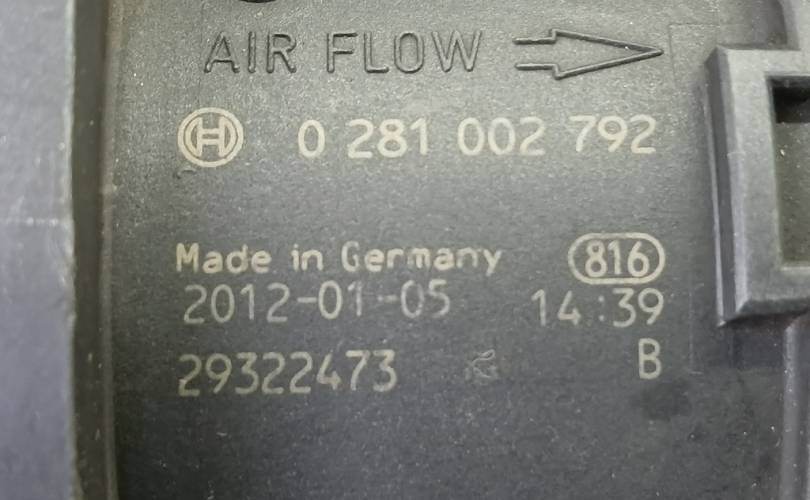 AIR FLOW
0 281 002 792
Made in Germany 816
2012-01-05 14:39
29322473 B